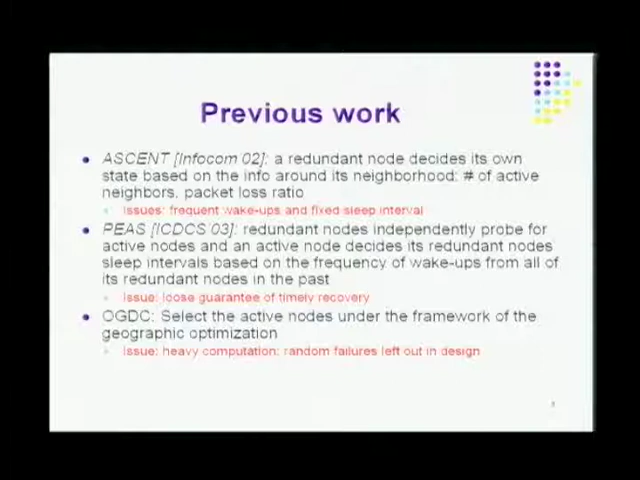 Previous work
ASCENT [Infocom 02]: a redundant node decides its own
state based on the info around its neighborhood: # of active
neighbors, packet loss ratio
Issues: frequent wake-ups and fixed sleep interval
PEAS [ICDCS 03]: redundant nodes independently probe for
active nodes and an active node decides its redundant nodes
sleep intervals based on the frequency of wake-ups from all of
its redundant nodes in the past
Issue: loose guarantee of timely recovery
OGDC: Select the active nodes under the framework of the
geographic optimization
Issue: heavy computation; random failures left out in design